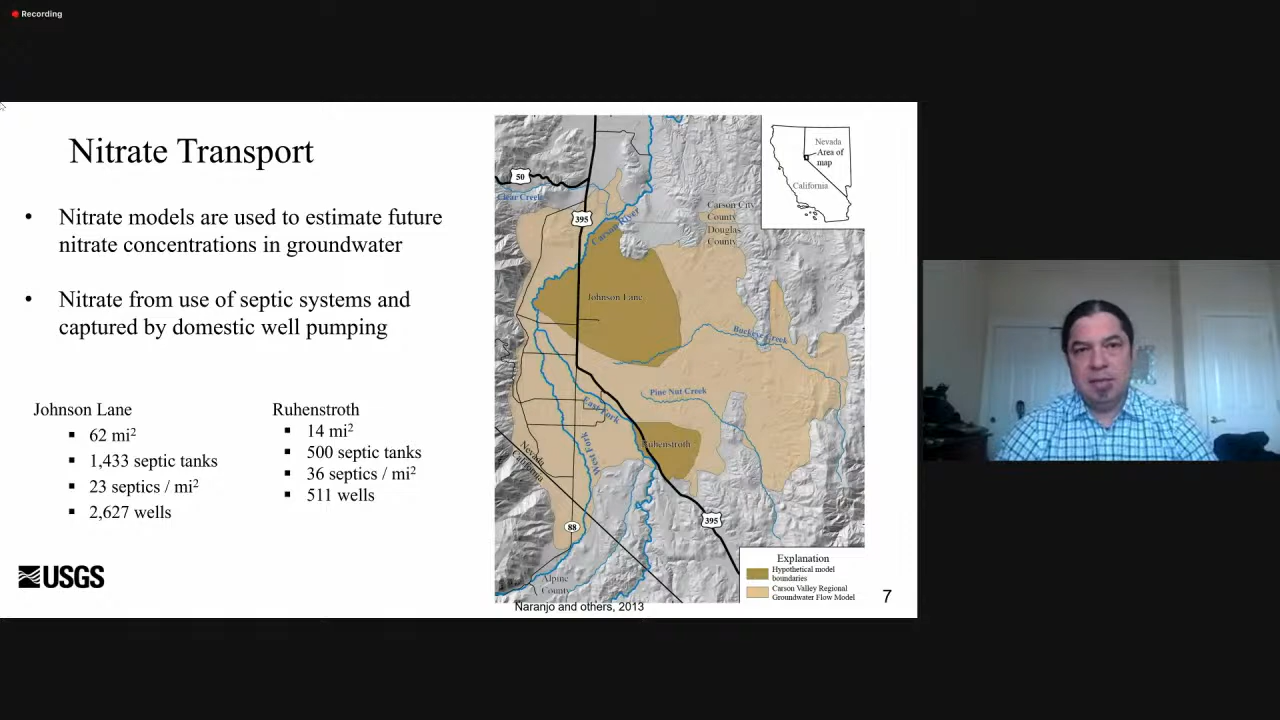 Recording
Nitrate Transport
• Nitrate models are used to estimate future
nitrate concentrations in groundwater
• Nitrate from use of septic systems and
captured by domestic well pumping
Johnson Lane
▪ 62 mi²
▪ 1,433 septic tanks
▪ 23 septics / mi²
▪ 2,627 wells
Ruhenstroth
▪ 14 mi²
▪ 500 septic tanks
▪ 36 septics / mi²
▪ 511 wells
USGS
50
Clear Creek
395
Carson River
Carson City
County
Douglas
County
Nevada
Area of
map
California
Johnson Lane
Buckeye Creek
Pine Nut Creek
East Fork
West Fork
Ruhenstroth
Nevada
California
395
88
Alpine
County
Explanation
Hypothetical model
boundaries
Carson Valley Regional
Groundwater Flow Model
Naranjo and others, 2013
7